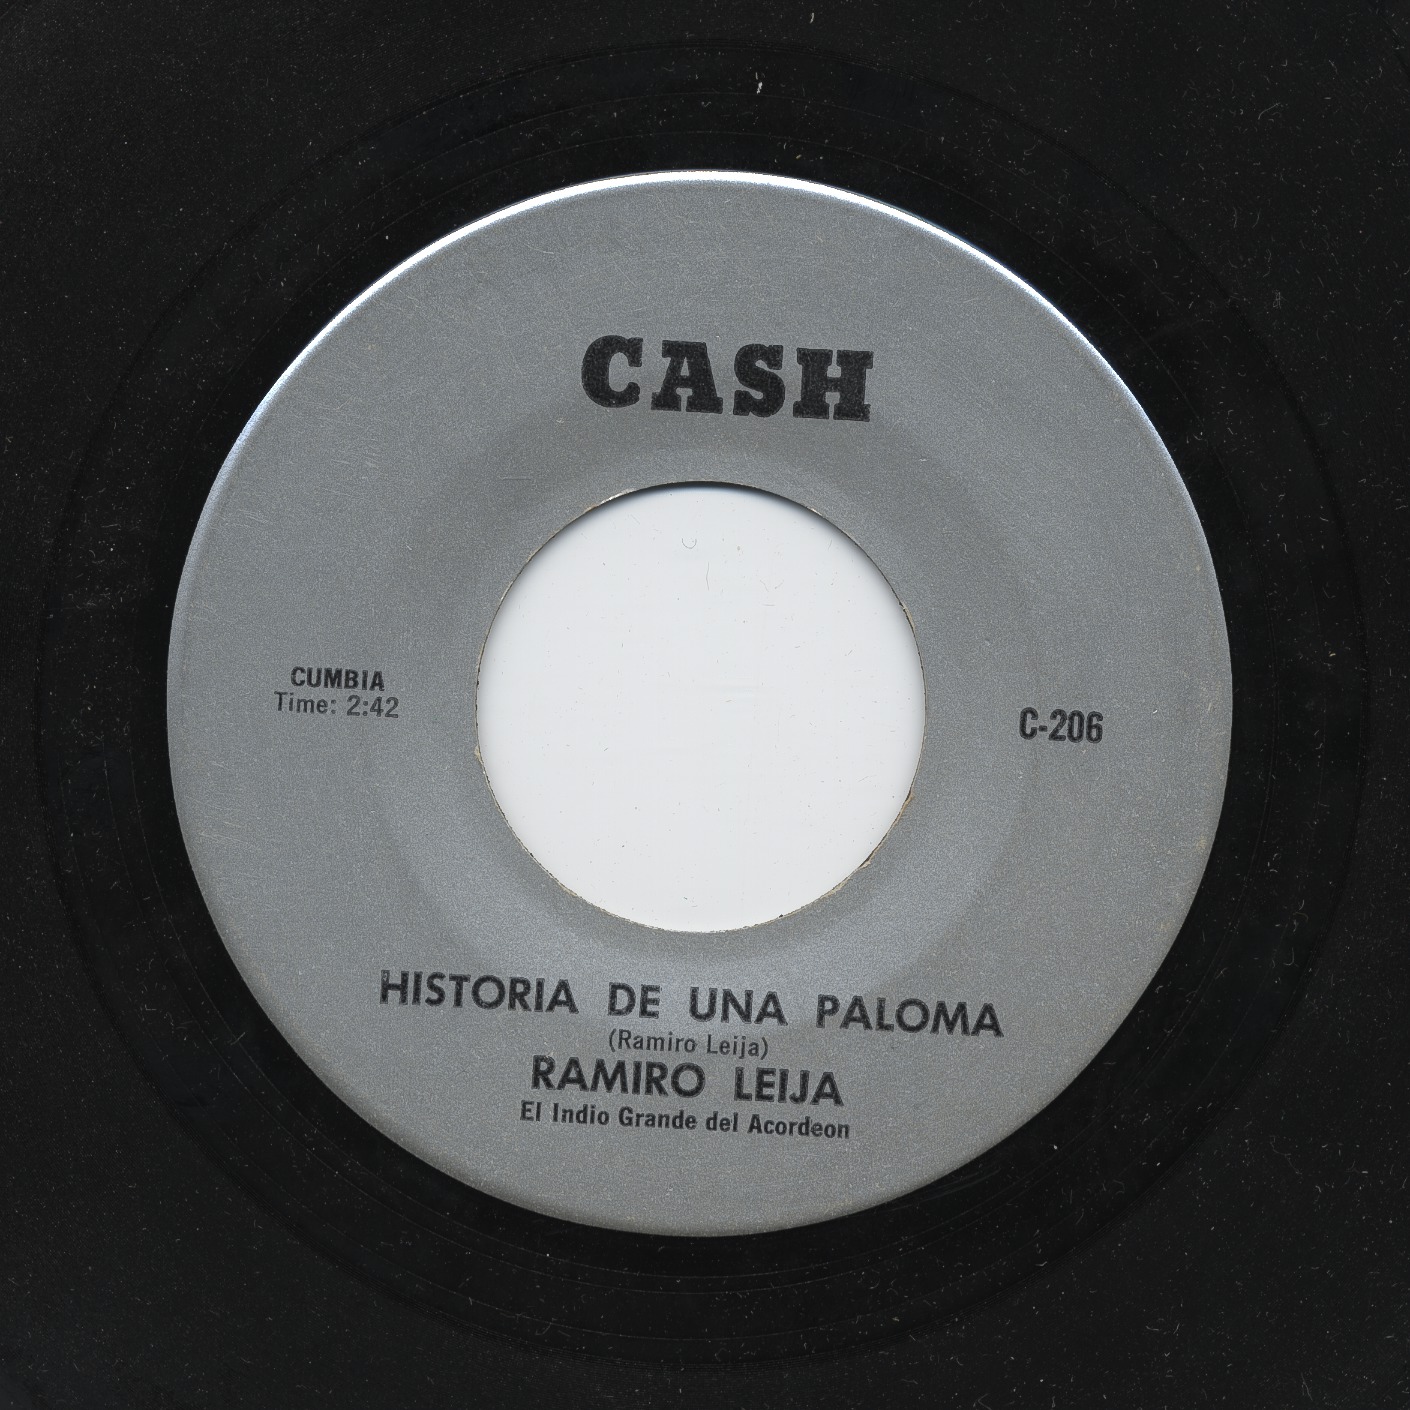 CASH
CUMBIA
Time: 2:42
C-206
HISTORIA DE UNA PALOMA
(Ramiro Leija)
RAMIRO LEIJA
El Indio Grande del Acordeon